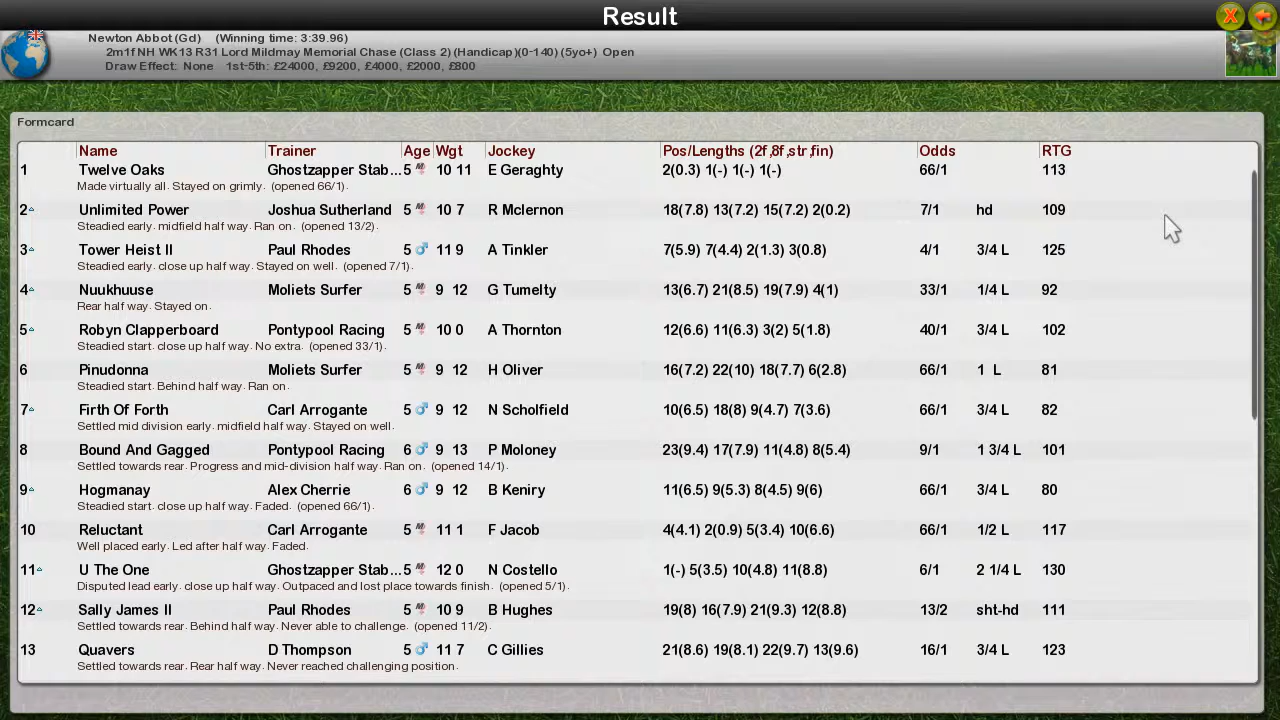 Result
Newton Abbot (Gd) (Winning time: 3:39.96)
2m1f NH WK13 R31 Lord Mildmay Memorial Chase (Class 2) (Handicap)(0-140) (5yo+) Open
Draw Effect: None 1st-5th: £24000, £9200, £4000, £2000, £800
Formcard
Name Trainer Age Wgt Jockey Pos/Lengths (2f,8f,str,fin) Odds RTG
1 Twelve Oaks Ghostzapper Stab... 5 10 11 E Geraghty 2(0.3) 1(-) 1(-) 1(-) 66/1 113
Made virtually all. Stayed on grimly. (opened 66/1).
2 Unlimited Power Joshua Sutherland 5 10 7 R Mclernon 18(7.8) 13(7.2) 15(7.2) 2(0.2) 7/1 hd 109
Steadied early. midfield half way. Ran on. (opened 13/2).
3 Tower Heist II Paul Rhodes 5 11 9 A Tinkler 7(5.9) 7(4.4) 2(1.3) 3(0.8) 4/1 3/4 L 125
Steadied early. close up half way. Stayed on well. (opened 7/1).
4 Nuukhuuse Moliets Surfer 5 9 12 G Tumelty 13(6.7) 21(8.5) 19(7.9) 4(1) 33/1 1/4 L 92
Rear half way. Stayed on.
5 Robyn Clapperboard Pontypool Racing 5 10 0 A Thornton 12(6.6) 11(6.3) 3(2) 5(1.8) 40/1 3/4 L 102
Steadied start. close up half way. No extra. (opened 33/1).
6 Pinudonna Moliets Surfer 5 9 12 H Oliver 16(7.2) 22(10) 18(7.7) 6(2.8) 66/1 1 L 81
Steadied start. Behind half way. Ran on.
7 Firth Of Forth Carl Arrogante 5 9 12 N Scholfield 10(6.5) 18(8) 9(4.7) 7(3.6) 66/1 3/4 L 82
Settled mid division early. midfield half way. Stayed on well.
8 Bound And Gagged Pontypool Racing 6 9 13 P Moloney 23(9.4) 17(7.9) 11(4.8) 8(5.4) 9/1 1 3/4 L 101
Settled towards rear. Progress and mid-division half way. Ran on. (opened 14/1).
9 Hogmanay Alex Cherrie 6 9 12 B Keniry 11(6.5) 9(5.3) 8(4.5) 9(6) 66/1 3/4 L 80
Steadied start. close up half way. Faded. (opened 66/1).
10 Reluctant Carl Arrogante 5 11 1 F Jacob 4(4.1) 2(0.9) 5(3.4) 10(6.6) 66/1 1/2 L 117
Well placed early. Led after half way. Faded.
11 U The One Ghostzapper Stab... 5 12 0 N Costello 1(-) 5(3.5) 10(4.8) 11(8.8) 6/1 2 1/4 L 130
Disputed lead early. close up half way. Outpaced and lost place towards finish. (opened 5/1).
12 Sally James II Paul Rhodes 5 10 9 B Hughes 19(8) 16(7.9) 21(9.3) 12(8.8) 13/2 sht-hd 111
Settled towards rear. Behind half way. Never able to challenge. (opened 11/2).
13 Quavers D Thompson 5 11 7 C Gillies 21(8.6) 19(8.1) 22(9.7) 13(9.6) 16/1 3/4 L 123
Settled towards rear. Rear half way. Never reached challenging position.